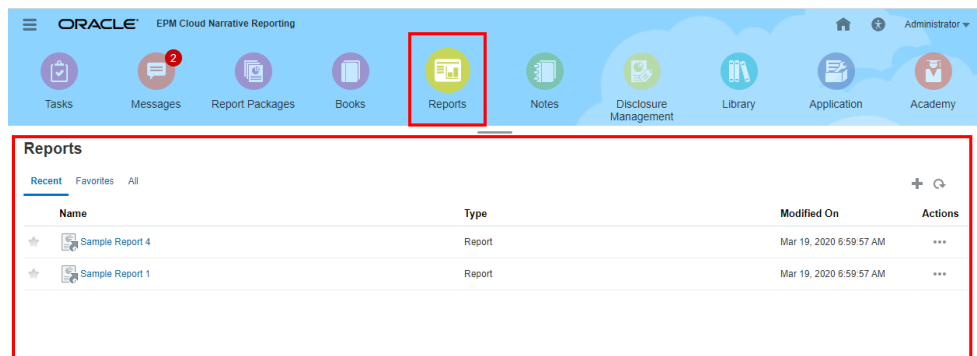 ORACLE® EPM Cloud Narrative Reporting Administrator
2
Tasks Messages Report Packages Books Reports Notes Disclosure Management Library Application Academy
Reports
Recent Favorites All
Name Type Modified On Actions
Sample Report 4 Report Mar 19, 2020 6:59:57 AM
Sample Report 1 Report Mar 19, 2020 6:59:57 AM